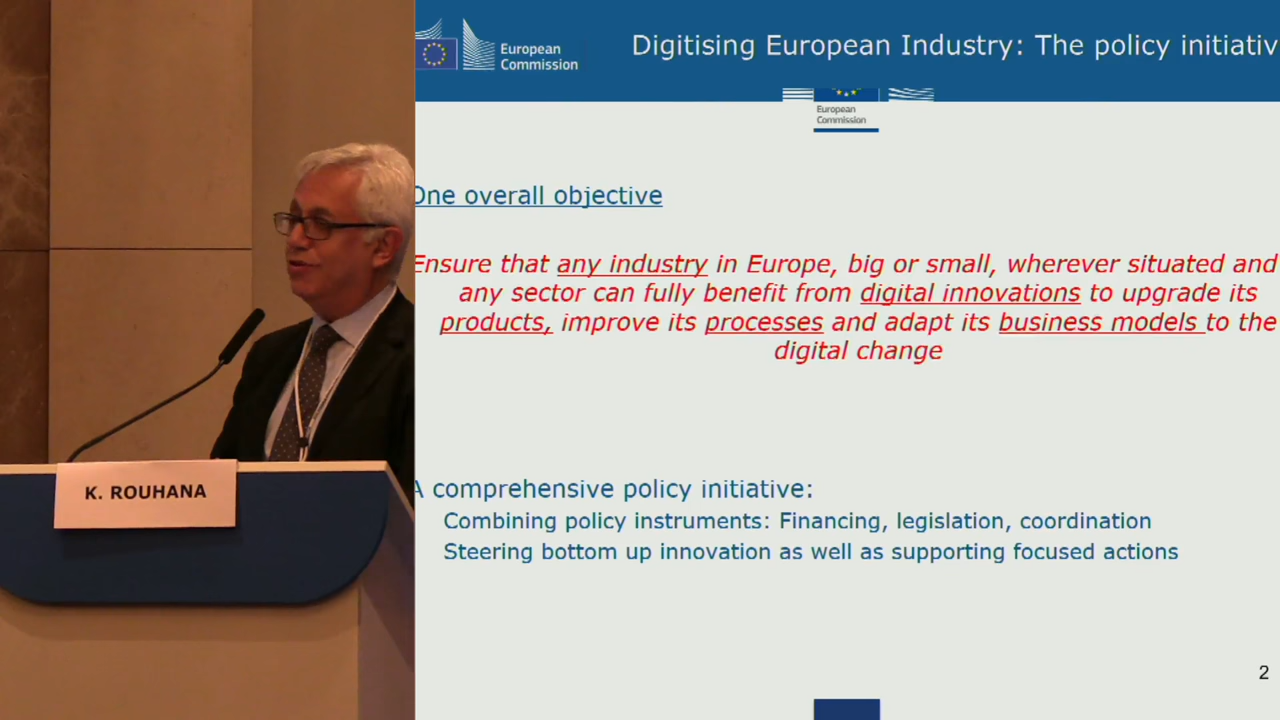 European
Commission
Digitising European Industry: The policy initiativ
European
Commission
One overall objective
Ensure that any industry in Europe, big or small, wherever situated and
any sector can fully benefit from digital innovations to upgrade its
products, improve its processes and adapt its business models to the
digital change
A comprehensive policy initiative:
Combining policy instruments: Financing, legislation, coordination
Steering bottom up innovation as well as supporting focused actions
2
K. ROUHANA